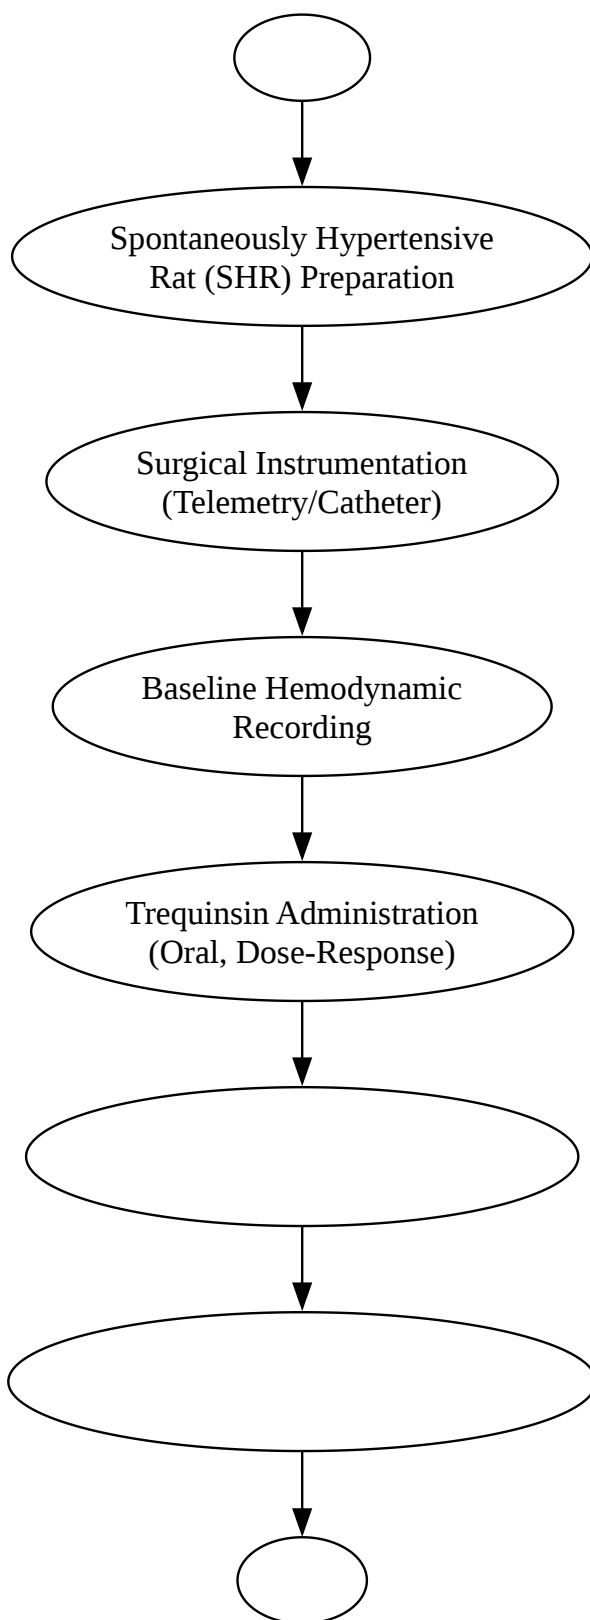 Spontaneously Hypertensive
Rat (SHR) Preparation
Surgical Instrumentation
(Telemetry/Catheter)
Baseline Hemodynamic
Recording
Trequinsin Administration
(Oral, Dose-Response)